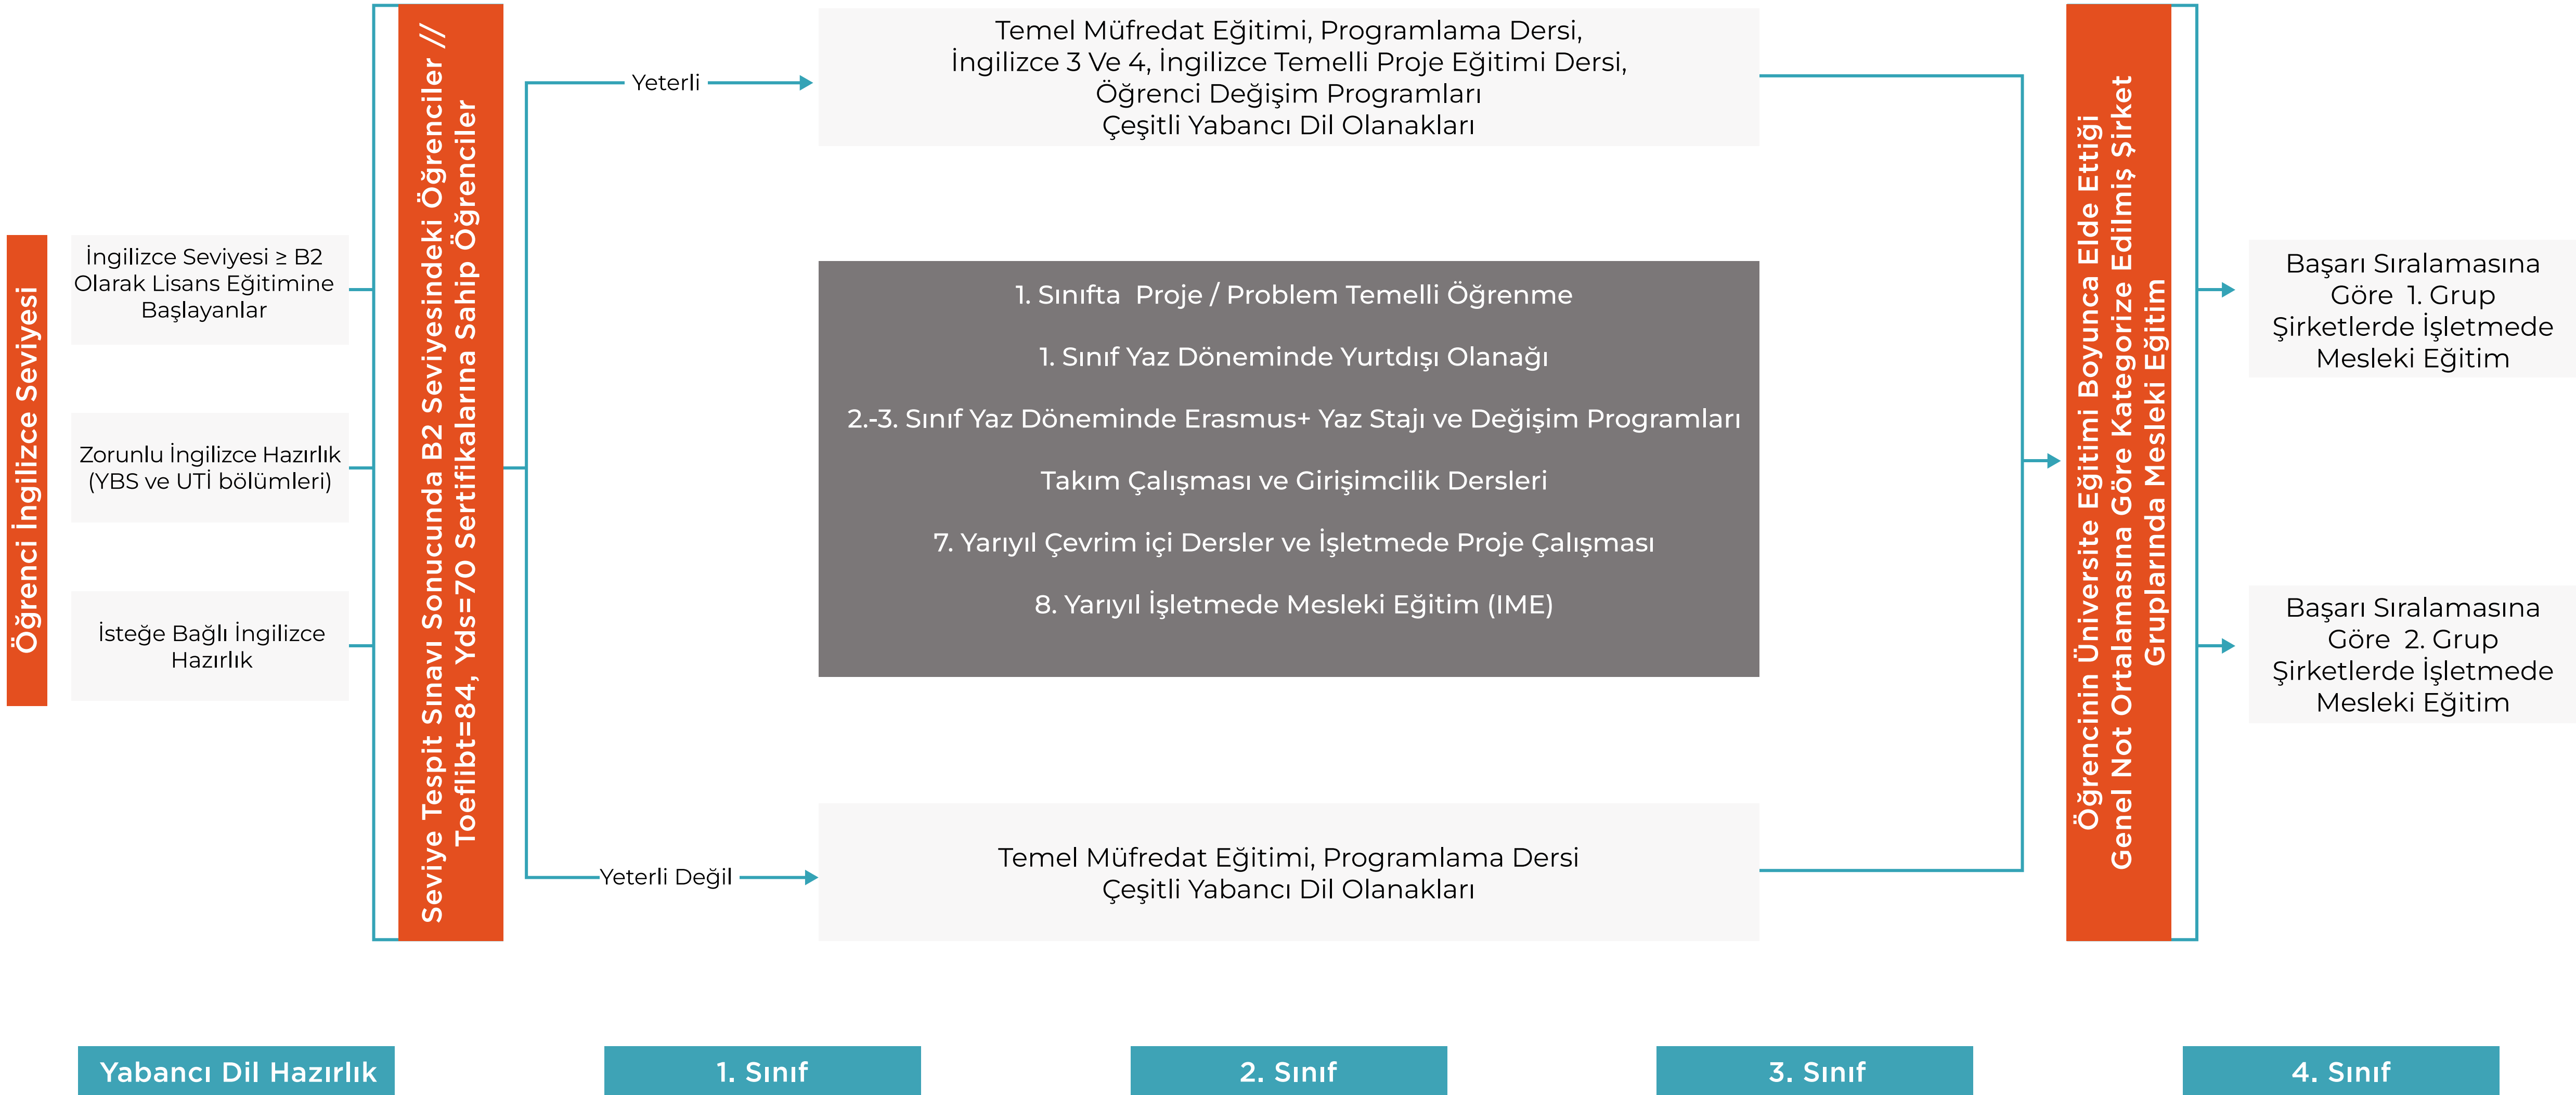 Öğrenci İngilizce Seviyesi
İngilizce Seviyesi ≥ B2
Olarak Lisans Eğitimine
Başlayanlar
Zorunlu İngilizce Hazırlık
(YBS ve UTİ bölümleri)
İsteğe Bağlı İngilizce
Hazırlık
Seviye Tespit Sınavı Sonucunda B2 Seviyesindeki Öğrenciler //
Toeflibt=84, Yds=70 Sertifikalarına Sahip Öğrenciler
Yeterli
Temel Müfredat Eğitimi, Programlama Dersi,
İngilizce 3 Ve 4, İngilizce Temelli Proje Eğitimi Dersi,
Öğrenci Değişim Programları
Çeşitli Yabancı Dil Olanakları
1. Sınıfta  Proje / Problem Temelli Öğrenme
1. Sınıf Yaz Döneminde Yurtdışı Olanağı
2.-3. Sınıf Yaz Döneminde Erasmus+ Yaz Stajı ve Değişim Programları
Takım Çalışması ve Girişimcilik Dersleri
7. Yarıyıl Çevrim içi Dersler ve İşletmede Proje Çalışması
8. Yarıyıl İşletmede Mesleki Eğitim (IME)
Yeterli Değil
Temel Müfredat Eğitimi, Programlama Dersi
Çeşitli Yabancı Dil Olanakları
Öğrencinin Üniversite Eğitimi Boyunca Elde Ettiği
Genel Not Ortalamasına Göre Kategorize Edilmiş Şirket
Gruplarında Mesleki Eğitim
Başarı Sıralamasına
Göre  1. Grup
Şirketlerde İşletmede
Mesleki Eğitim
Başarı Sıralamasına
Göre  2. Grup
Şirketlerde İşletmede
Mesleki Eğitim
Yabancı Dil Hazırlık
1. Sınıf
2. Sınıf
3. Sınıf
4. Sınıf